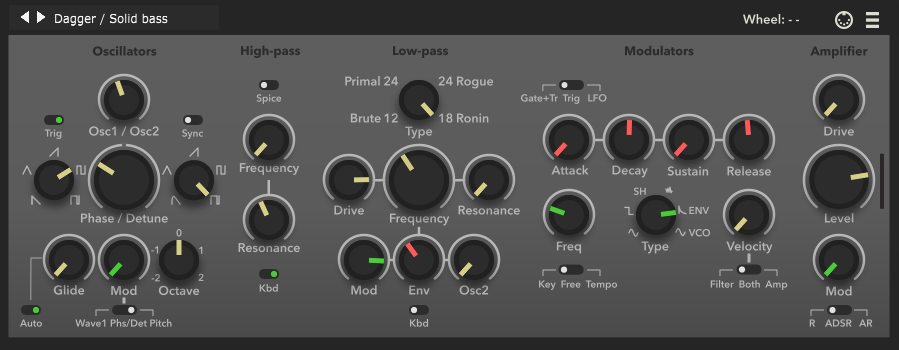 Dagger / Solid bass
Wheel: - -
Oscillators
High-pass
Low-pass
Modulators
Amplifier
Primal 24
24 Rogue
Brute 12
18 Ronin
Type
Spice
Gate+Tr Trig LFO
Trig
Osc1 / Osc2
Sync
Frequency
Drive
Attack
Decay
Sustain
Release
Phase / Detune
Drive
Frequency
Resonance
SH
ENV
VCO
Level
Resonance
Freq
Type
Velocity
0
-1
1
-2
2
Glide
Mod
Octave
Kbd
Mod
Env
Osc2
Key Free Tempo
Filter Both Amp
Mod
Auto
Wave1 Phs/Det Pitch
Kbd
R ADSR AR